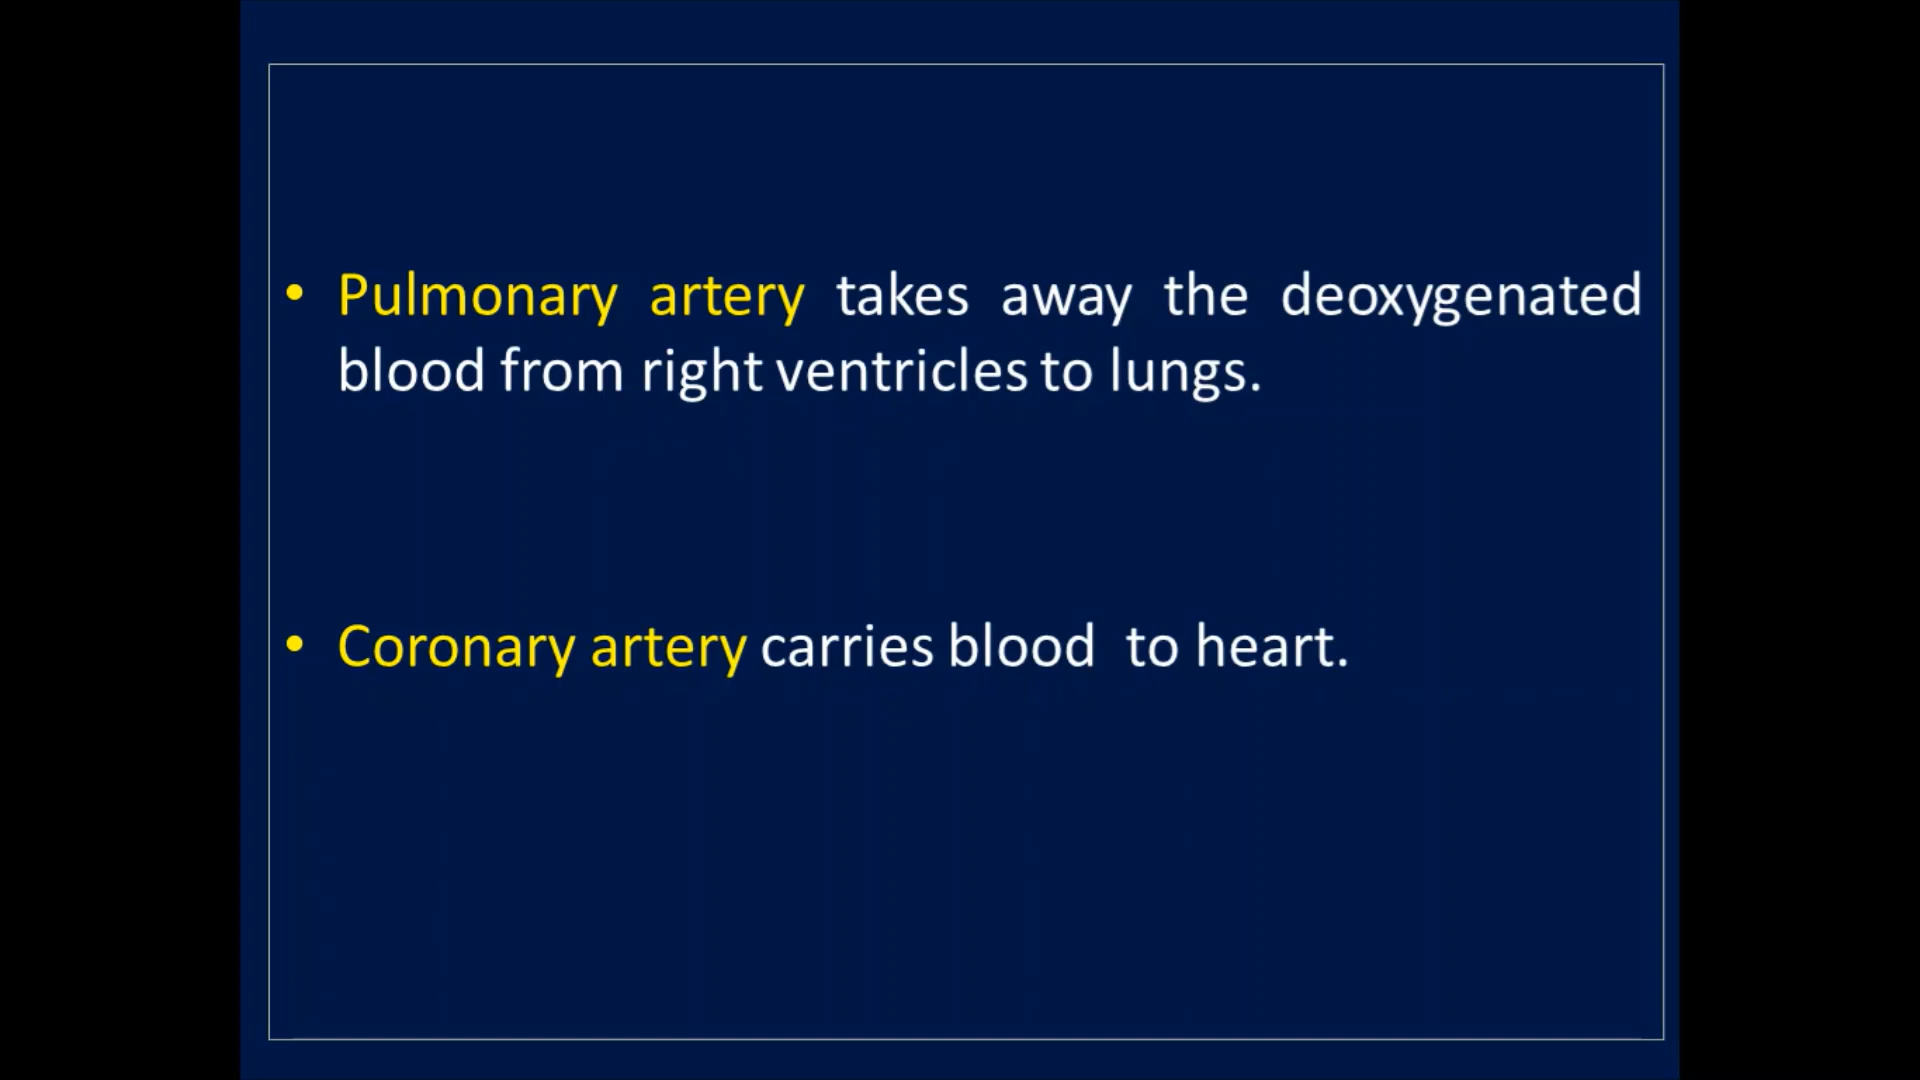 • Pulmonary artery takes away the deoxygenated
blood from right ventricles to lungs.
• Coronary artery carries blood to heart.